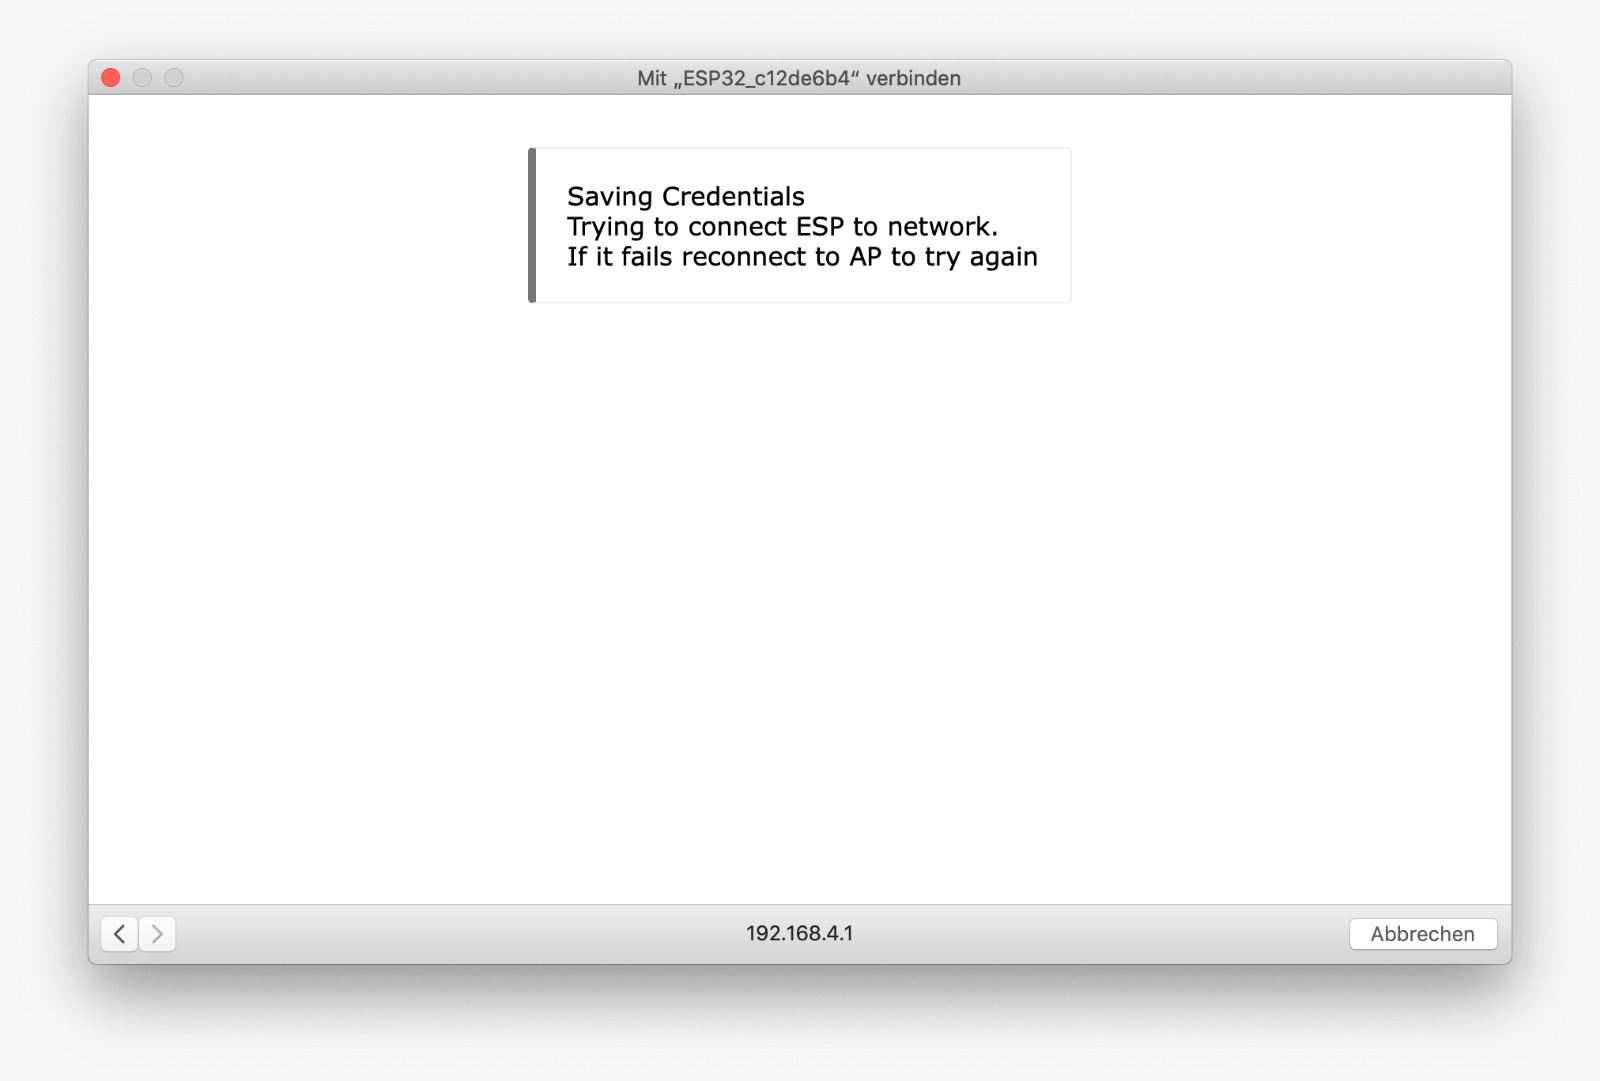 Mit „ESP32_c12de6b4“ verbinden
Saving Credentials
Trying to connect ESP to network.
If it fails reconnect to AP to try again
192.168.4.1
Abbrechen